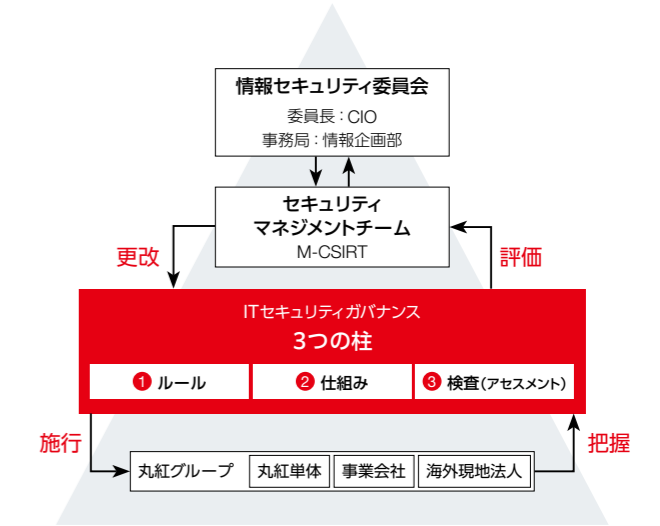 情報セキュリティ委員会
委員長：CIO
事務局：情報企画部
セキュリティ
マネジメントチーム
M-CSIRT
更改
評価
ITセキュリティガバナンス
3つの柱
1 ルール
2 仕組み
3 検査（アセスメント）
施行
把握
丸紅グループ 丸紅単体 事業会社 海外現地法人